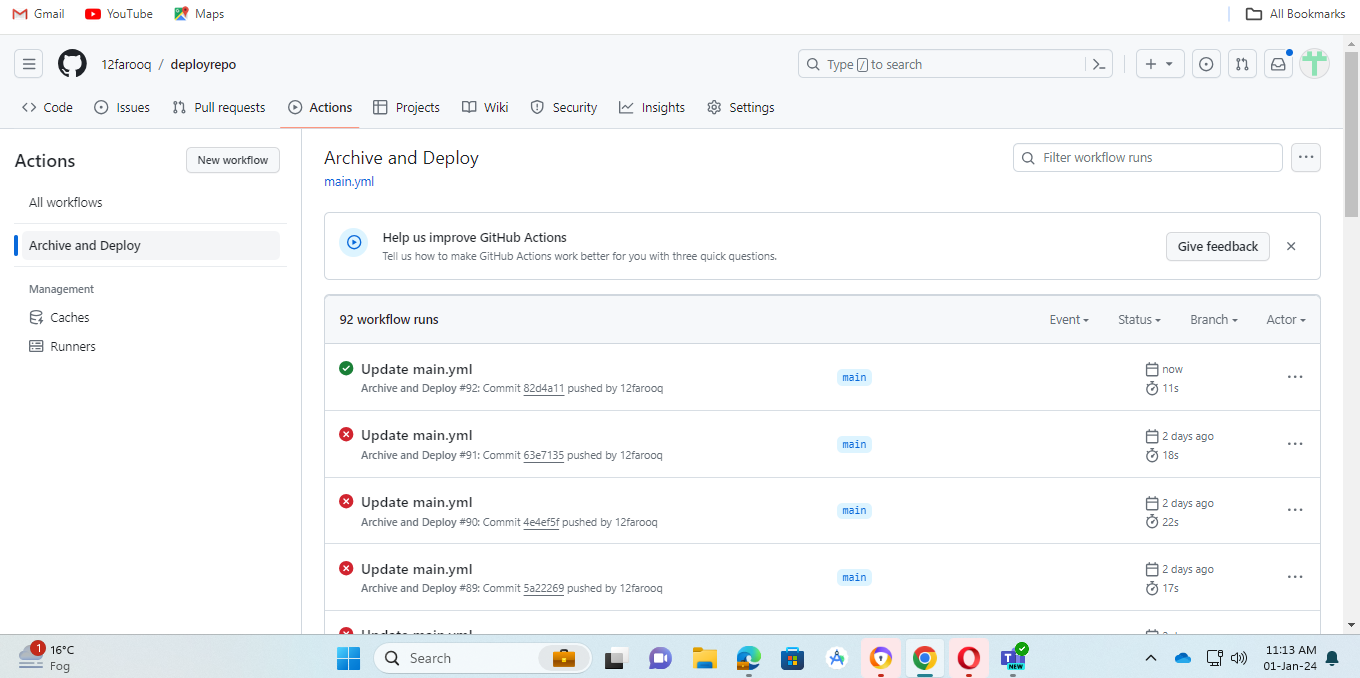 Gmail YouTube Maps All Bookmarks
12farooq / deployrepo Type / to search
Code Issues Pull requests Actions Projects Wiki Security Insights Settings
Actions New workflow
All workflows
Archive and Deploy
Management
Caches
Runners
Archive and Deploy
main.yml
Filter workflow runs
Help us improve GitHub Actions
Tell us how to make GitHub Actions work better for you with three quick questions.
Give feedback
92 workflow runs Event Status Branch Actor
Update main.yml
Archive and Deploy #92: Commit 82d4a11 pushed by 12farooq
main
now
11s
Update main.yml
Archive and Deploy #91: Commit 63e7135 pushed by 12farooq
main
2 days ago
18s
Update main.yml
Archive and Deploy #90: Commit 4e4ef5f pushed by 12farooq
main
2 days ago
22s
Update main.yml
Archive and Deploy #89: Commit 5a22269 pushed by 12farooq
main
2 days ago
17s
1
16°C
Fog
Search
NEW
11:13 AM
01-Jan-24